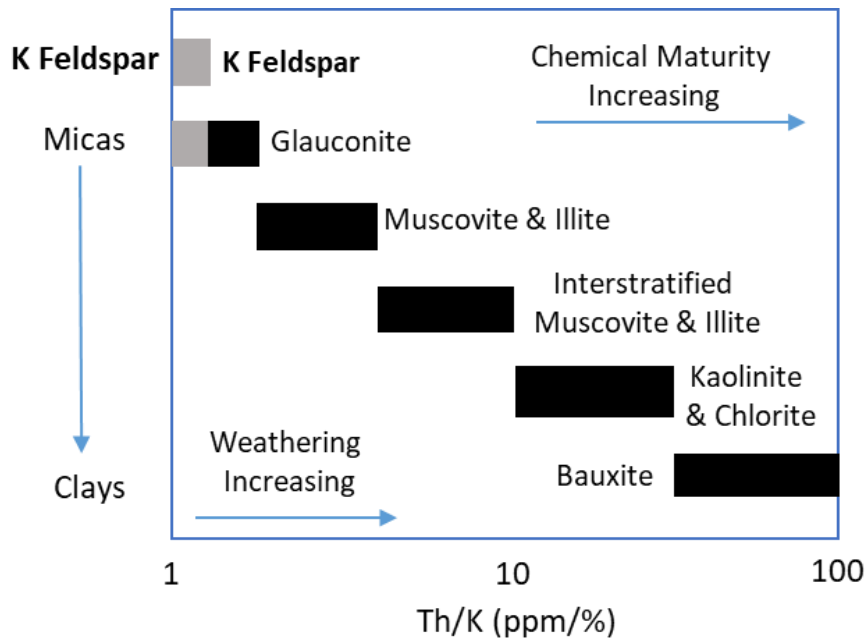 K Feldspar
K Feldspar
Chemical Maturity
Increasing
Micas
Glauconite
Muscovite & Illite
Interstratified
Muscovite & Illite
Kaolinite
& Chlorite
Weathering
Increasing
Bauxite
Clays
1
10
100
Th/K (ppm/%)